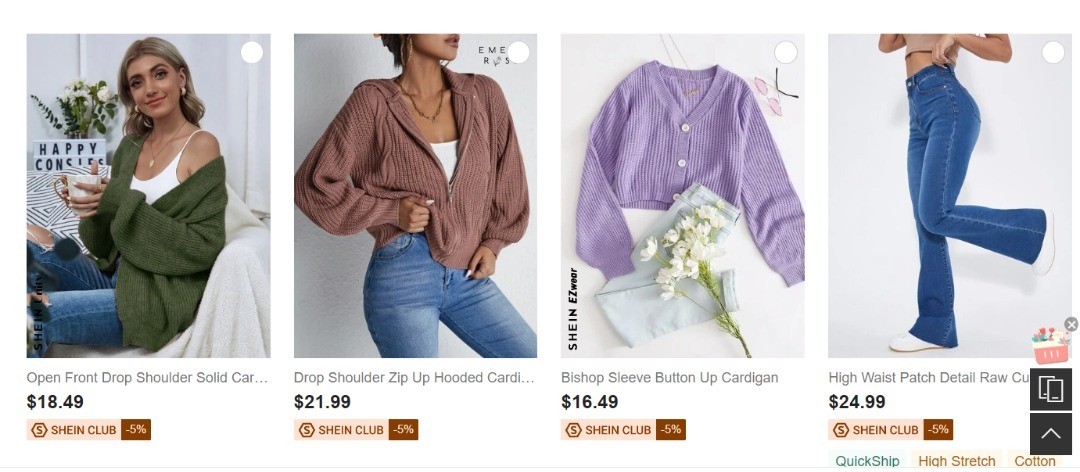 HAPPY
EME
R S
SHEIN
SHEIN EZwear
Open Front Drop Shoulder Solid Car...
Drop Shoulder Zip Up Hooded Cardi...
Bishop Sleeve Button Up Cardigan
High Waist Patch Detail Raw Cu
$18.49
$21.99
$16.49
$24.99
S SHEIN CLUB -5%
S SHEIN CLUB -5%
S SHEIN CLUB -5%
S SHEIN CLUB -5%
QuickShip High Stretch Cotton